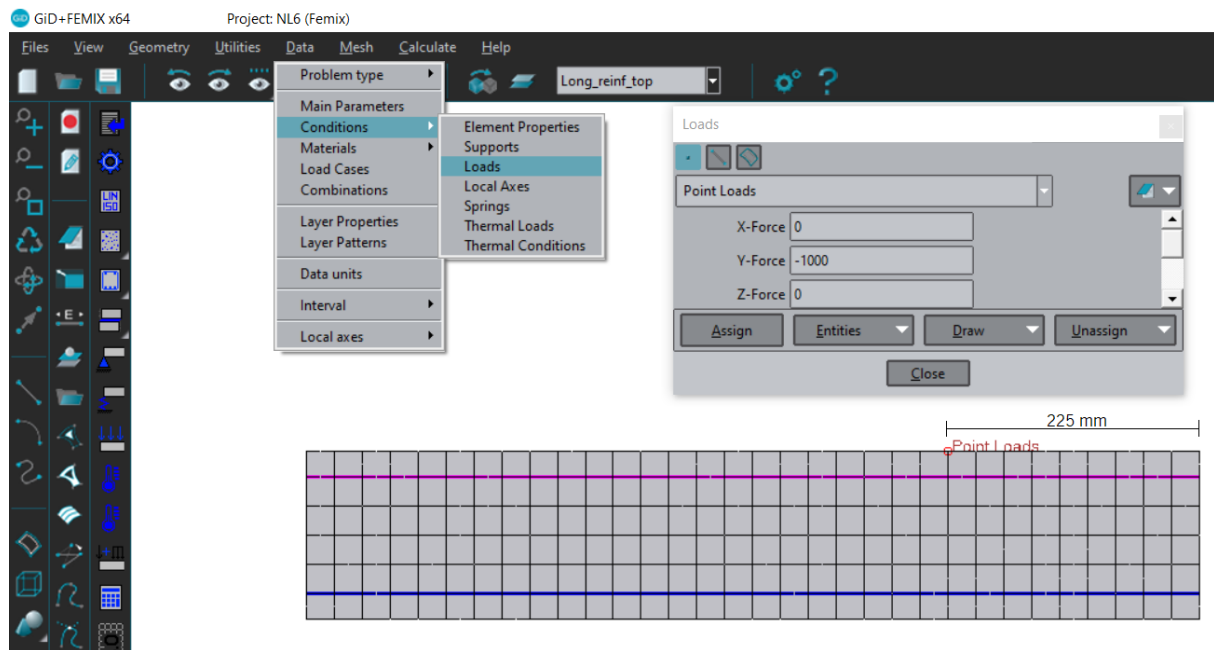 GiD GiD+FEMIX x64 Project: NL6 (Femix)
Files View Geometry Utilities Data Mesh Calculate Help
Long_reinf_top
Problem type
Main Parameters
Conditions
Materials
Load Cases
Combinations
Layer Properties
Layer Patterns
Data units
Interval
Local axes
Element Properties
Supports
Loads
Local Axes
Springs
Thermal Loads
Thermal Conditions
Loads
Point Loads
X-Force 0
Y-Force -1000
Z-Force 0
Assign Entities Draw Unassign
Close
LIN
ISO
E
225 mm
Point Loads